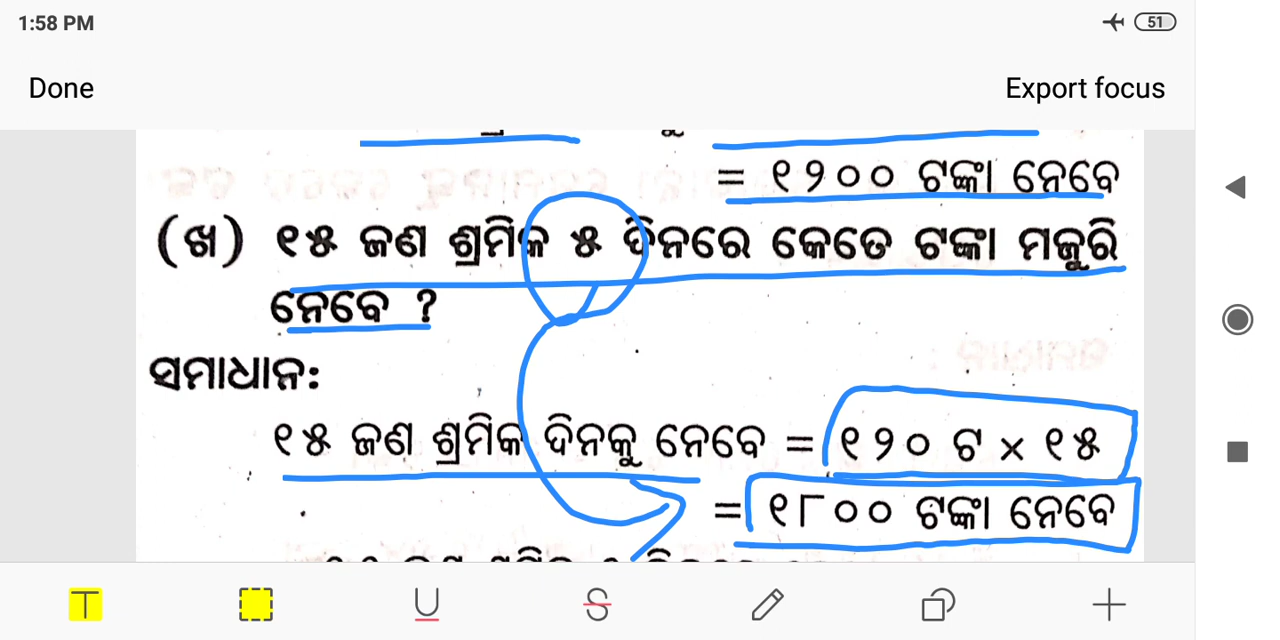 1:58 PM
51
Done
Export focus
= ୧୨୦୦ ଟଙ୍କା ନେବେ
(ଖ) ୧୫ ଜଣ ଶ୍ରମିକ ୫ ଦିନରେ କେତେ ଟଙ୍କା ମଜୁରି
ନେବେ ?
ସମାଧାନ:
୧୫ ଜଣ ଶ୍ରମିକ ଦିନକୁ ନେବେ = ୧୨୦ ଟ × ୧୫
= ୧୮୦୦ ଟଙ୍କା ନେବେ